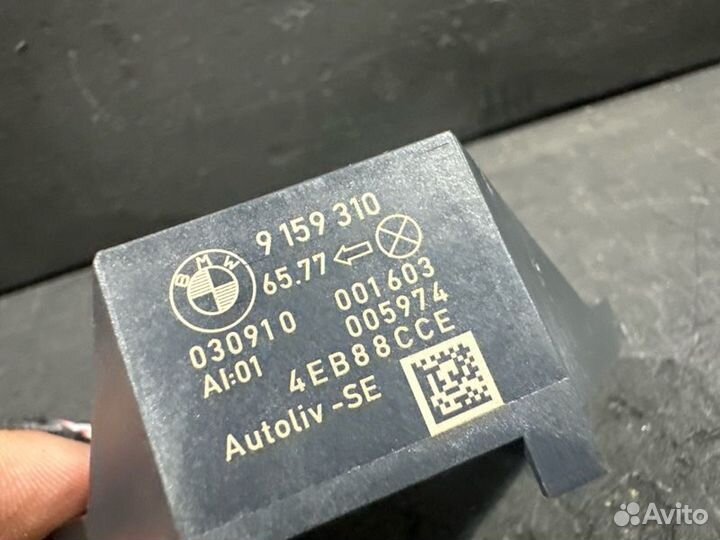 9 159 310
BMW
65.77
030910 001603
AI:01 005974
4EB88CCE
Autoliv-SE
Avito